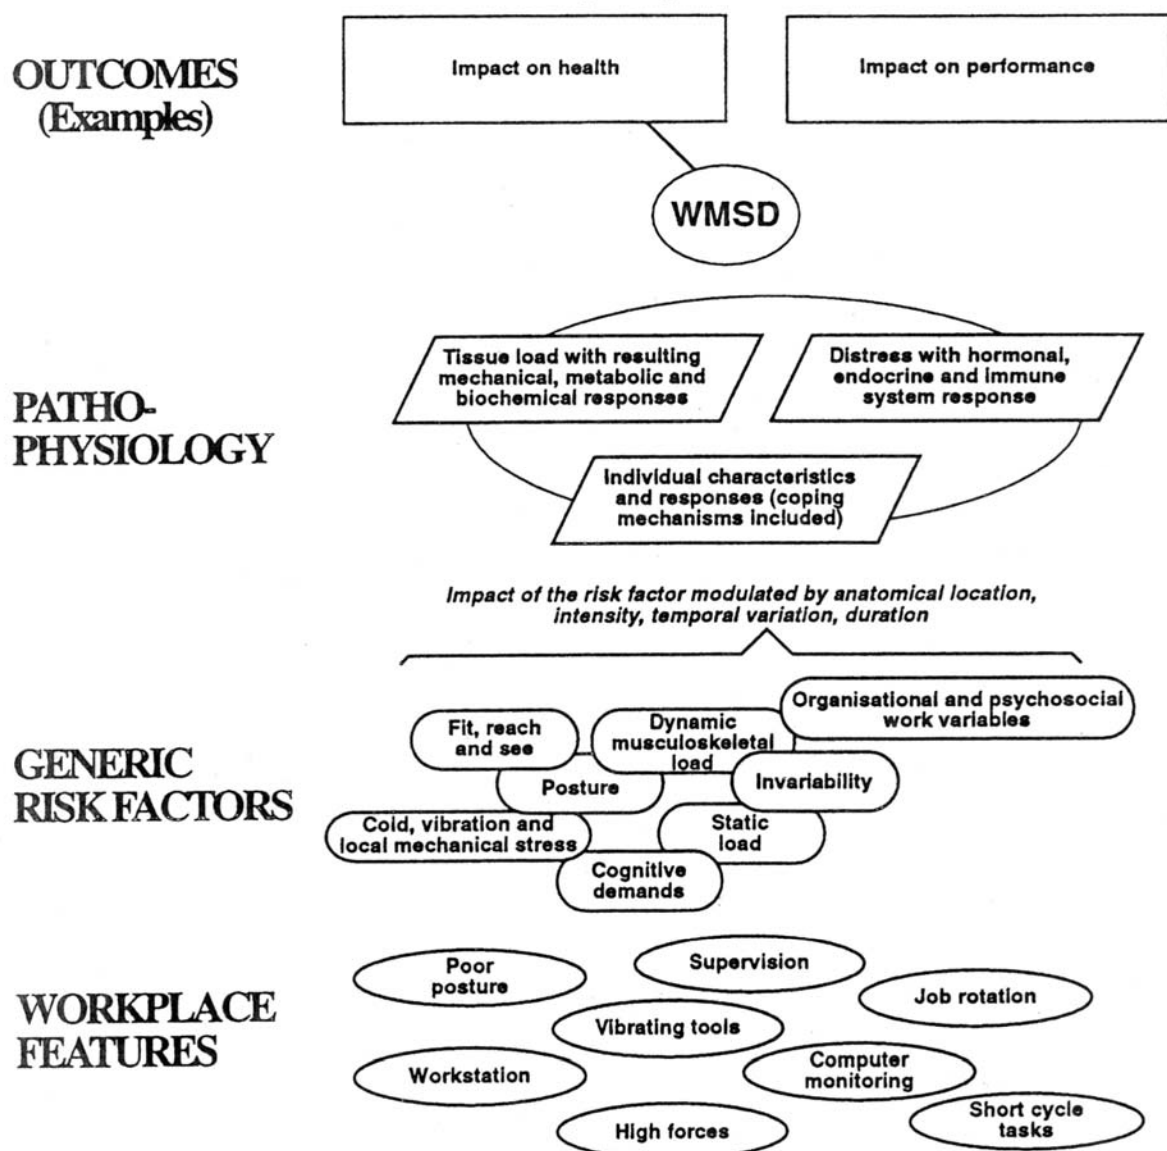 OUTCOMES
(Examples)
Impact on health
Impact on performance
WMSD
PATHO-
PHYSIOLOGY
Tissue load with resulting
mechanical, metabolic and
biochemical responses
Distress with hormonal,
endocrine and immune
system response
Individual characteristics
and responses (coping
mechanisms included)
Impact of the risk factor modulated by anatomical location,
intensity, temporal variation, duration
GENERIC
RISK FACTORS
Fit, reach
and see
Dynamic
musculoskeletal
load
Organisational and psychosocial
work variables
Posture
Invariability
Cold, vibration and
local mechanical stress
Static
load
Cognitive
demands
WORKPLACE
FEATURES
Poor
posture
Supervision
Job rotation
Vibrating tools
Workstation
Computer
monitoring
High forces
Short cycle
tasks